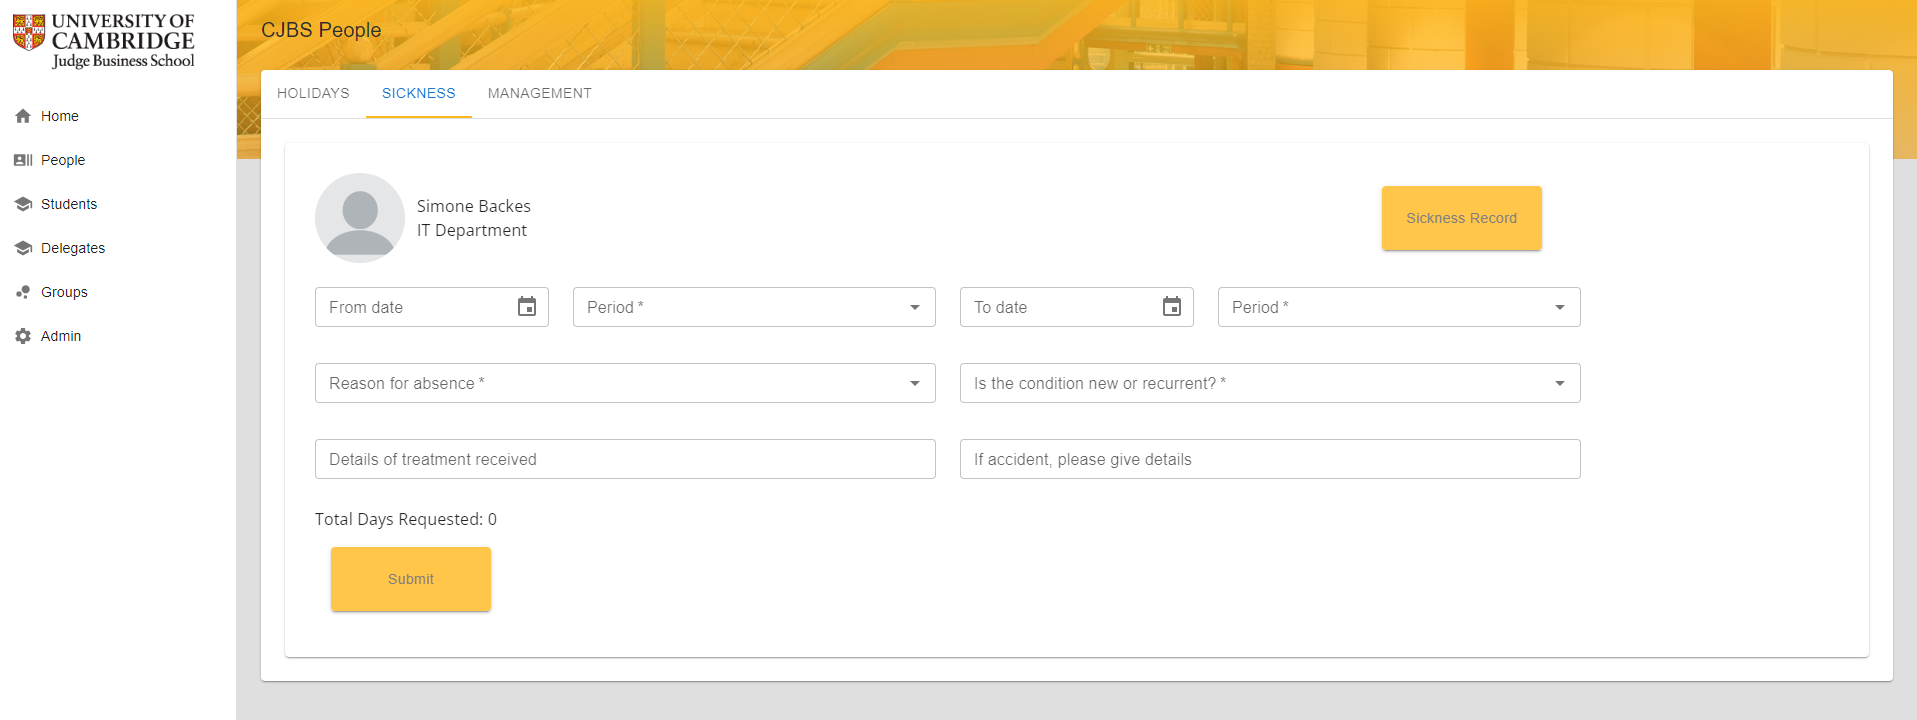 UNIVERSITY OF
CAMBRIDGE
Judge Business School
Home
People
Students
Delegates
Groups
Admin
CJBS People
HOLIDAYS SICKNESS MANAGEMENT
Simone Backes
IT Department
Sickness Record
From date Period * To date Period *
Reason for absence * Is the condition new or recurrent? *
Details of treatment received If accident, please give details
Total Days Requested: 0
Submit